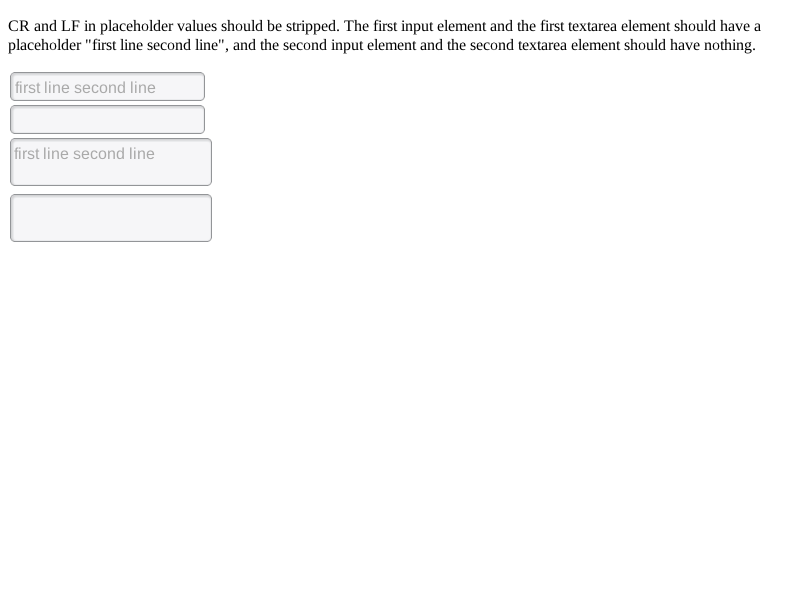 CR and LF in placeholder values should be stripped. The first input element and the first textarea element should have a
placeholder "first line second line", and the second input element and the second textarea element should have nothing.
first line second line
first line second line